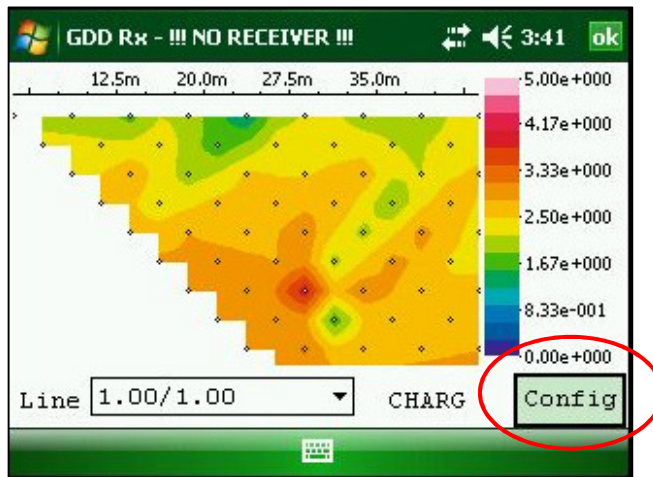 GDD Rx - !!! NO RECEIVER !!! 3:41 ok
12.5m 20.0m 27.5m 35.0m
5.00e+000
4.17e+000
3.33e+000
2.50e+000
1.67e+000
8.33e-001
0.00e+000
Line 1.00/1.00 CHARG Config